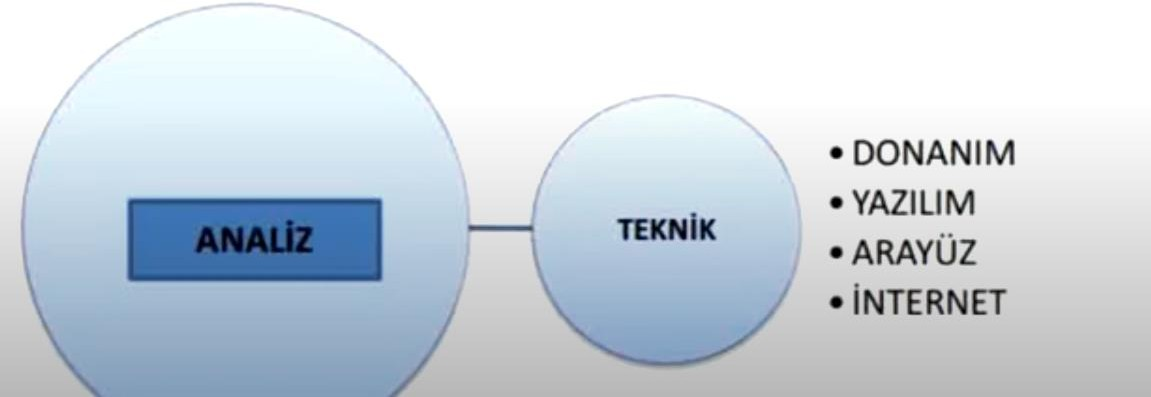 ANALİZ
TEKNİK
• DONANIM
• YAZILIM
• ARAYÜZ
• İNTERNET